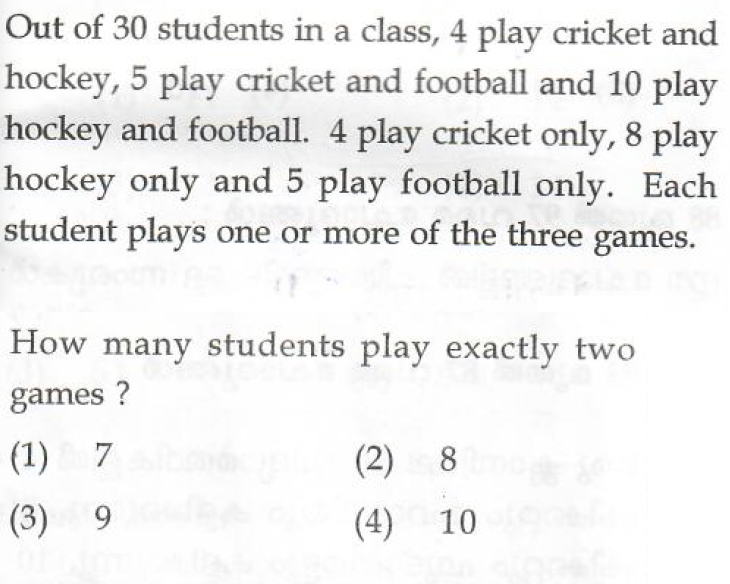 Out of 30 students in a class, 4 play cricket and
hockey, 5 play cricket and football and 10 play
hockey and football. 4 play cricket only, 8 play
hockey only and 5 play football only. Each
student plays one or more of the three games.
How many students play exactly two
games ?
(1) 7 (2) 8
(3) 9 (4) 10